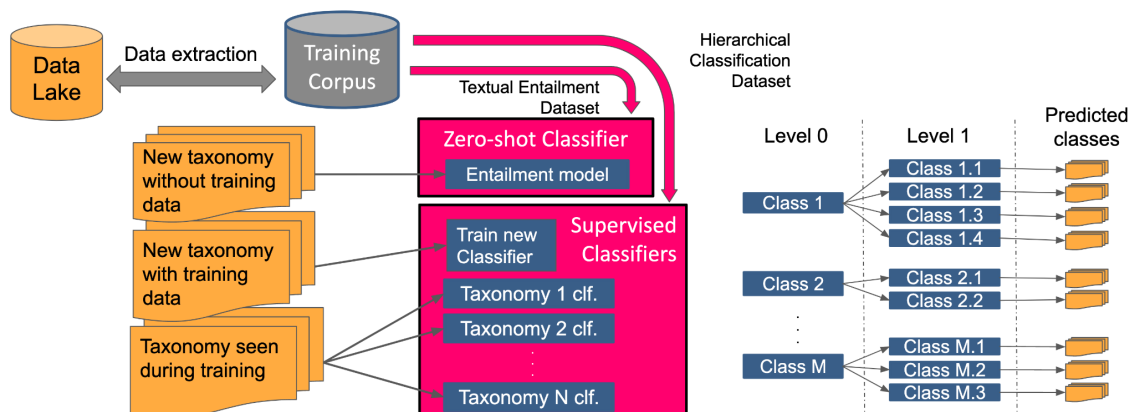 Data
Lake
Data extraction
Training
Corpus
Hierarchical
Classification
Dataset
Textual Entailment
Dataset
New taxonomy
without training
data
New taxonomy
with training
data
Taxonomy seen
during training
Zero-shot Classifier
Entailment model
Supervised
Classifiers
Train new
Classifier
Taxonomy 1 clf.
Taxonomy 2 clf.
Taxonomy N clf.
Level 0
Level 1
Predicted
classes
Class 1
Class 1.1
Class 1.2
Class 1.3
Class 1.4
Class 2
Class 2.1
Class 2.2
Class M
Class M.1
Class M.2
Class M.3